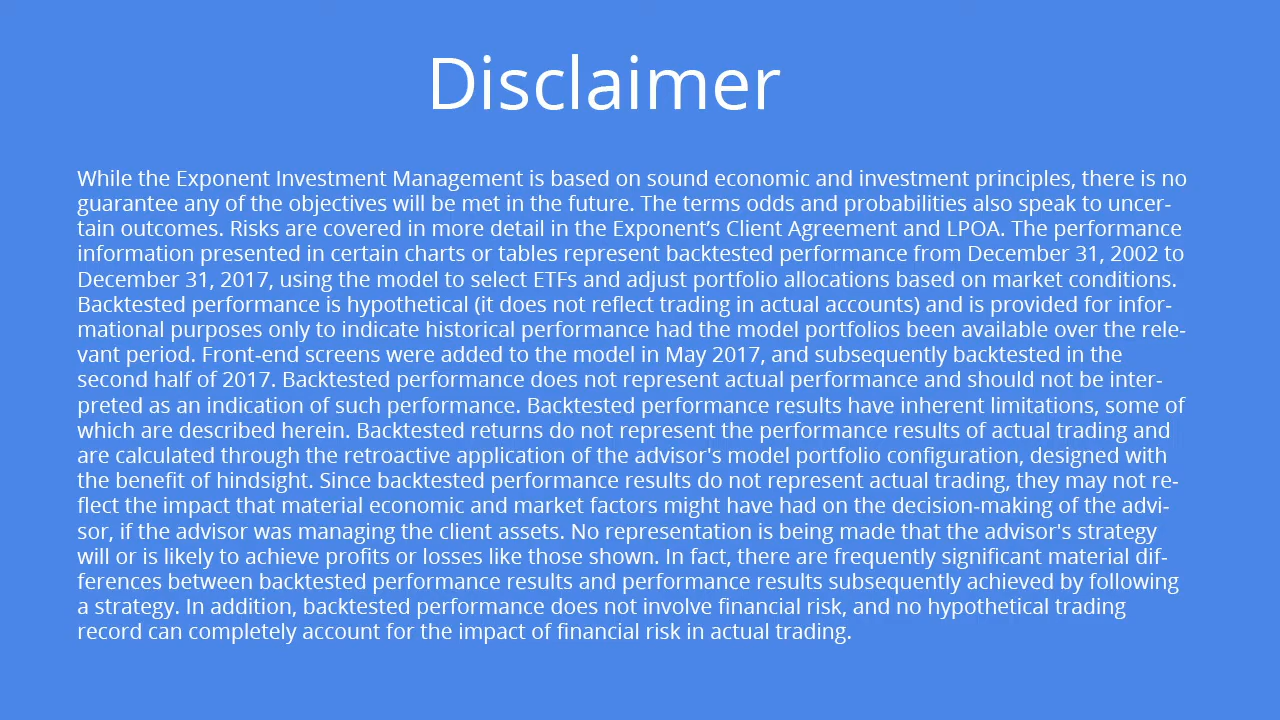 Disclaimer
While the Exponent Investment Management is based on sound economic and investment principles, there is no
guarantee any of the objectives will be met in the future. The terms odds and probabilities also speak to uncer-
tain outcomes. Risks are covered in more detail in the Exponent’s Client Agreement and LPOA. The performance
information presented in certain charts or tables represent backtested performance from December 31, 2002 to
December 31, 2017, using the model to select ETFs and adjust portfolio allocations based on market conditions.
Backtested performance is hypothetical (it does not reflect trading in actual accounts) and is provided for infor-
mational purposes only to indicate historical performance had the model portfolios been available over the rele-
vant period. Front-end screens were added to the model in May 2017, and subsequently backtested in the
second half of 2017. Backtested performance does not represent actual performance and should not be inter-
preted as an indication of such performance. Backtested performance results have inherent limitations, some of
which are described herein. Backtested returns do not represent the performance results of actual trading and
are calculated through the retroactive application of the advisor's model portfolio configuration, designed with
the benefit of hindsight. Since backtested performance results do not represent actual trading, they may not re-
flect the impact that material economic and market factors might have had on the decision-making of the advi-
sor, if the advisor was managing the client assets. No representation is being made that the advisor's strategy
will or is likely to achieve profits or losses like those shown. In fact, there are frequently significant material dif-
ferences between backtested performance results and performance results subsequently achieved by following
a strategy. In addition, backtested performance does not involve financial risk, and no hypothetical trading
record can completely account for the impact of financial risk in actual trading.